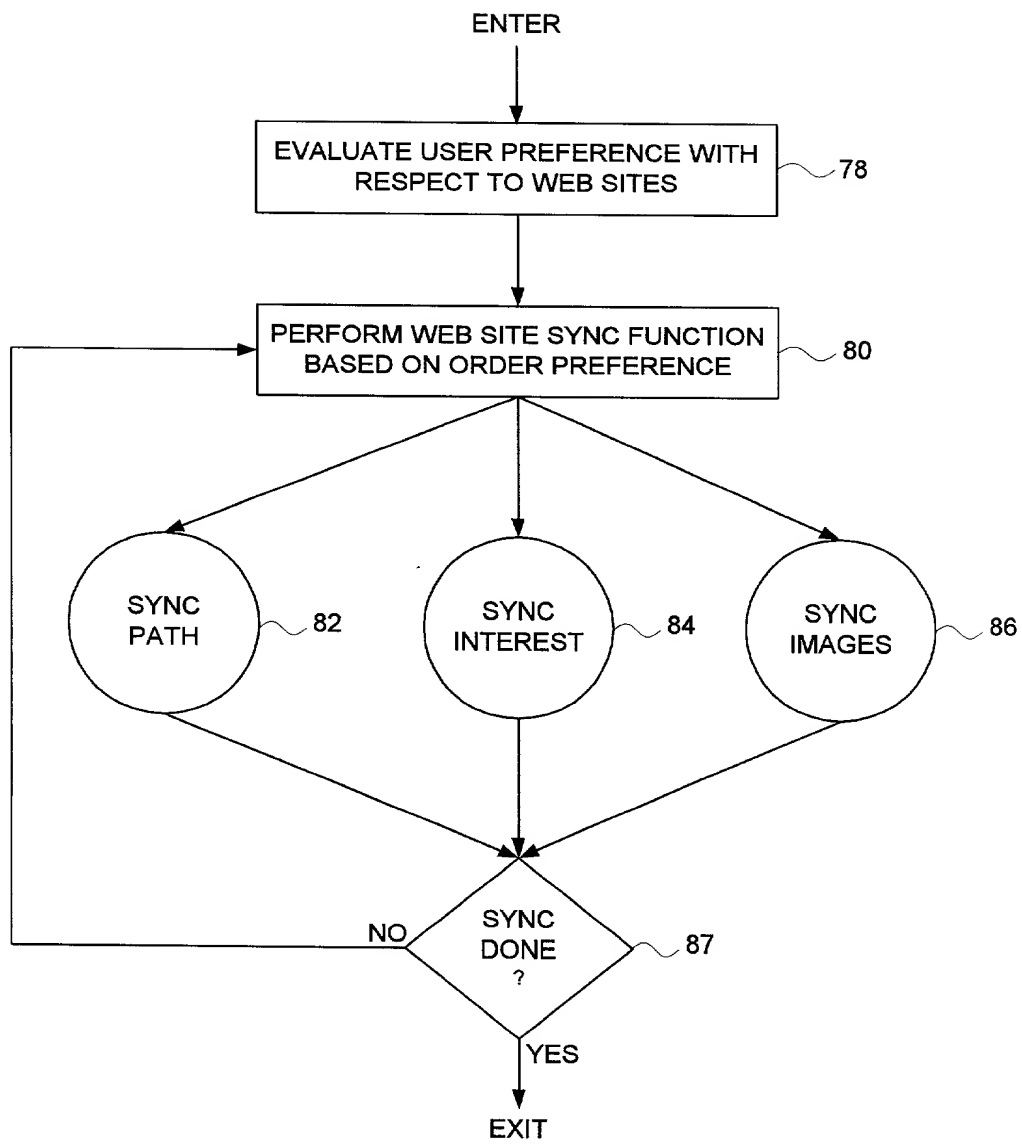 ENTER
EVALUATE USER PREFERENCE WITH
RESPECT TO WEB SITES
78
PERFORM WEB SITE SYNC FUNCTION
BASED ON ORDER PREFERENCE
80
SYNC
PATH
82
SYNC
INTEREST
84
SYNC
IMAGES
86
SYNC
DONE
?
87
NO
YES
EXIT